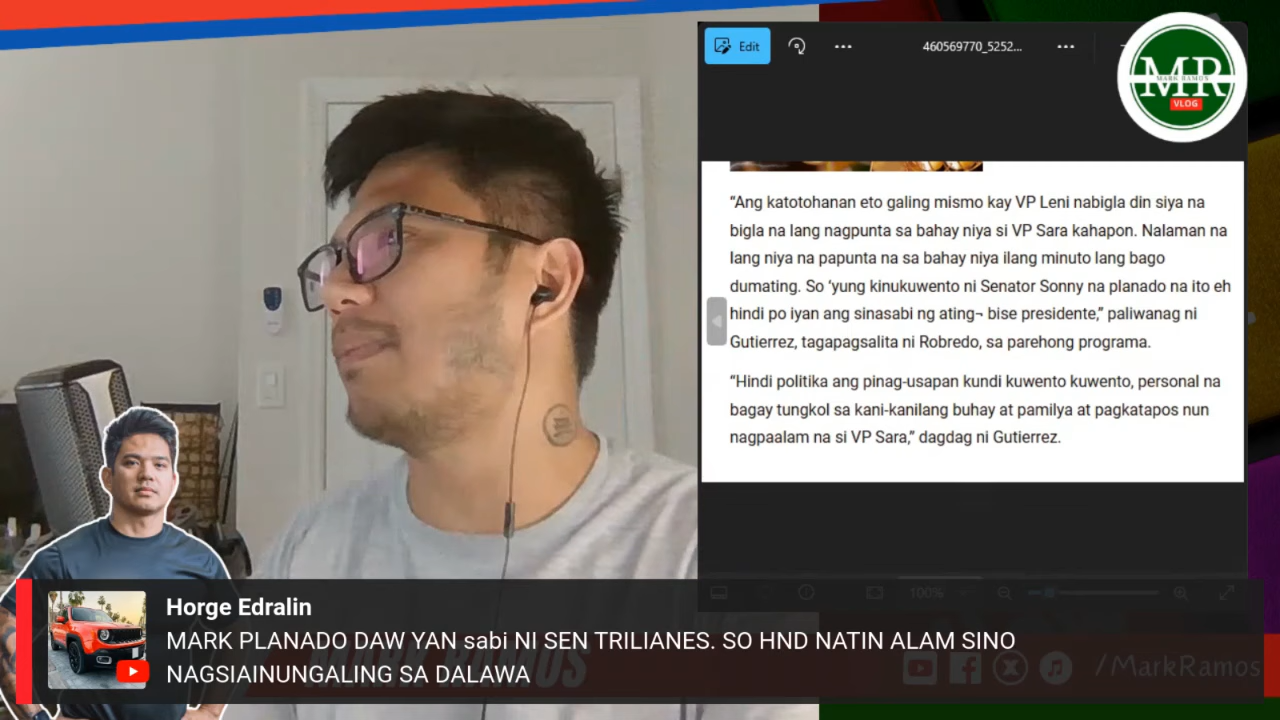 Edit
460569770_5252...
MR
MARK RAMOS
VLOG
“Ang katotohanan eto galing mismo kay VP Leni nabigla din siya na
bigla na lang nagpunta sa bahay niya si VP Sara kahapon. Nalaman na
lang niya na papunta na sa bahay niya ilang minuto lang bago
dumating. So ‘yung kinukuwento ni Senator Sonny na planado na ito eh
hindi po iyan ang sinasabi ng ating¬ bise presidente,” paliwanag ni
Gutierrez, tagapagsalita ni Robredo, sa parehong programa.
“Hindi politika ang pinag-usapan kundi kuwento kuwento, personal na
bagay tungkol sa kani-kanilang buhay at pamilya at pagkatapos nun
nagpaalam na si VP Sara,” dagdag ni Gutierrez.
100%
Horge Edralin
MARK PLANADO DAW YAN sabi NI SEN TRILIANES. SO HND NATIN ALAM SINO
NAGSIAINUNGALING SA DALAWA
/MarkRamos